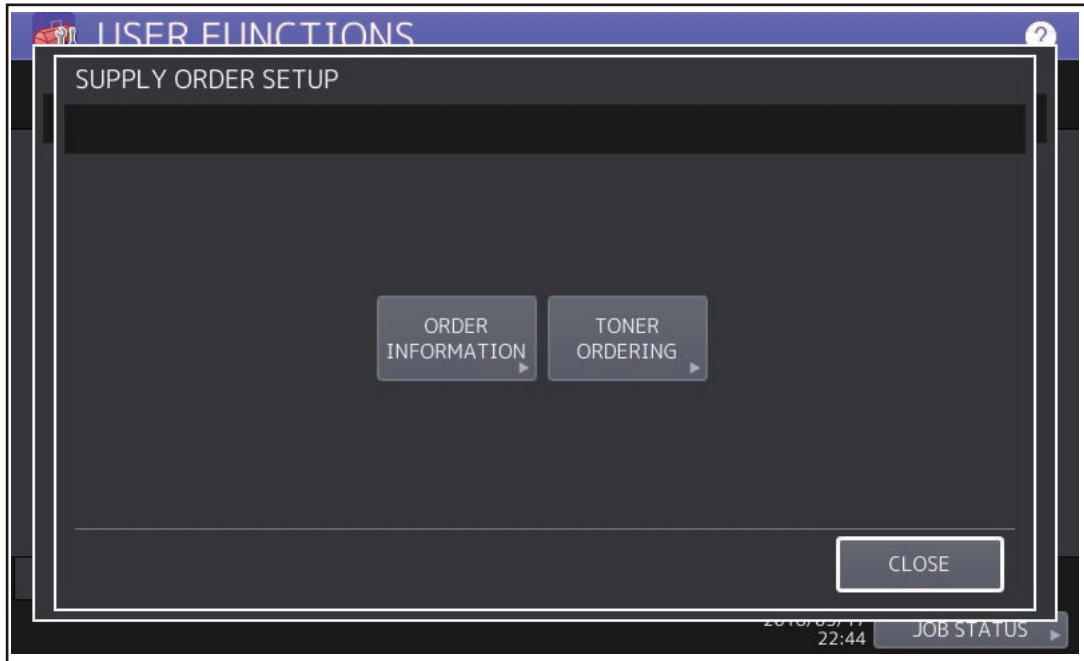 USER FUNCTIONS
?
SUPPLY ORDER SETUP
ORDER
INFORMATION
TONER
ORDERING
CLOSE
22:44
JOB STATUS